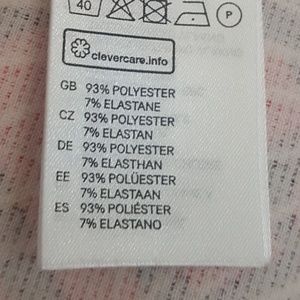 40 P
clevercare.info
GB 93% POLYESTER
7% ELASTANE
CZ 93% POLYESTER
7% ELASTAN
DE 93% POLYESTER
7% ELASTHAN
EE 93% POLÜESTER
7% ELASTAAN
ES 93% POLIÉSTER
7% ELASTANO